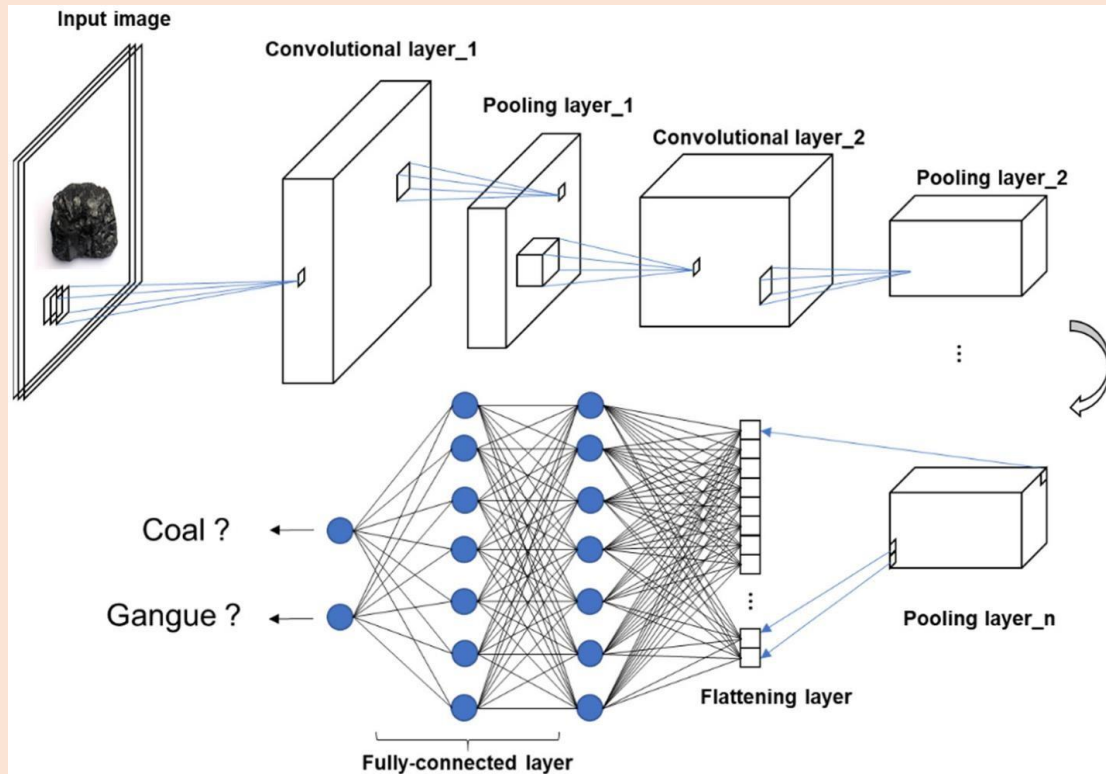 Input image
Convolutional layer_1
Pooling layer_1
Convolutional layer_2
Pooling layer_2
...
Coal ?
Gangue ?
...
Pooling layer_n
Flattening layer
Fully-connected layer